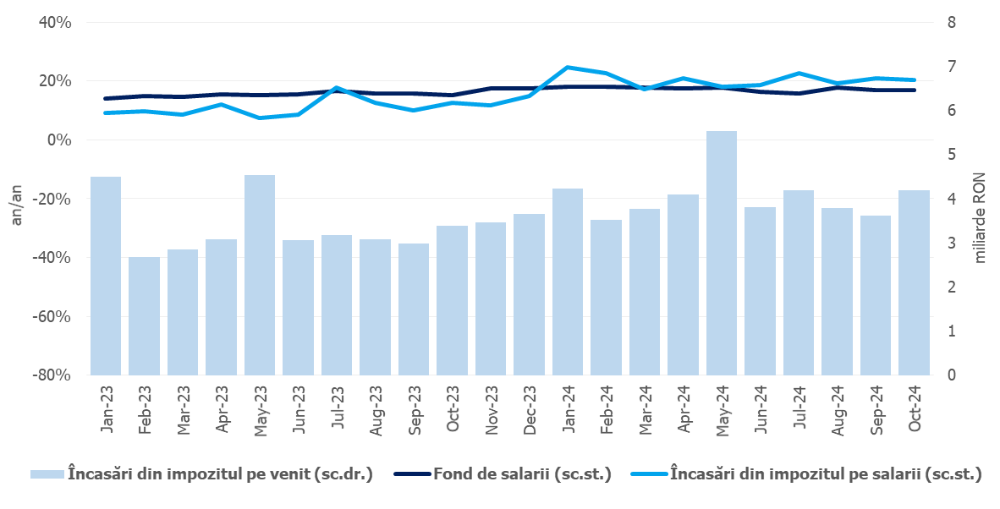 40%
20%
0%
-20%
-40%
-60%
-80%
an/an
8
7
6
5
4
3
2
1
0
miliarde RON
Jan-23
Feb-23
Mar-23
Apr-23
May-23
Jun-23
Jul-23
Aug-23
Sep-23
Oct-23
Nov-23
Dec-23
Jan-24
Feb-24
Mar-24
Apr-24
May-24
Jun-24
Jul-24
Aug-24
Sep-24
Oct-24
Încasări din impozitul pe venit (sc.dr.) Fond de salarii (sc.st.) Încasări din impozitul pe salarii (sc.st.)